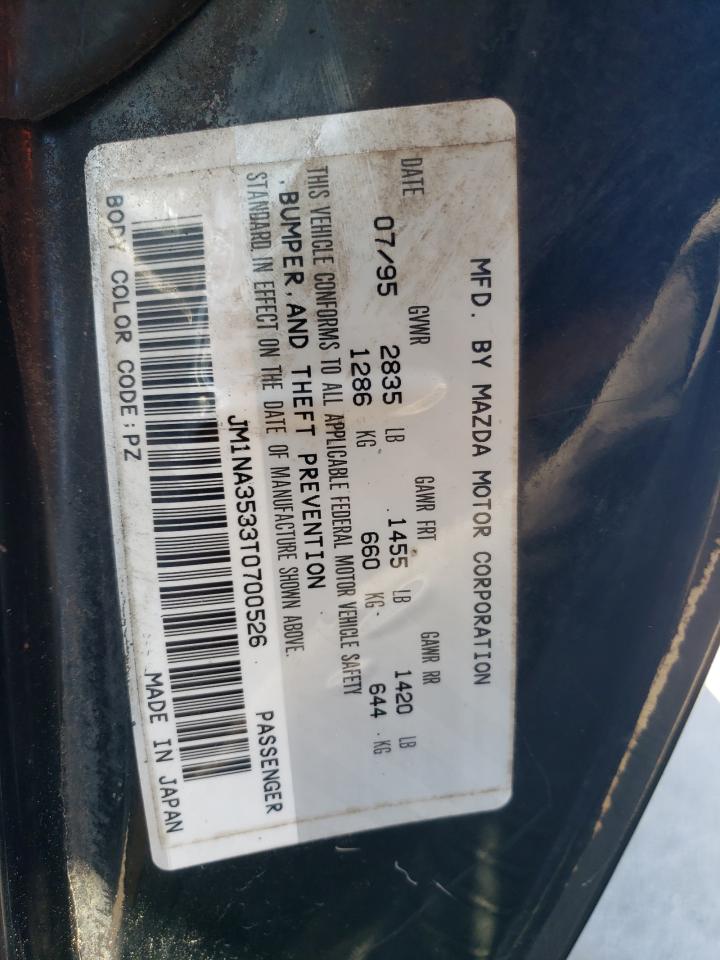 MFD. BY MAZDA MOTOR CORPORATION
DATE GVWR GAWR FRT GAWR RR
07/95 2835 LB 1455 LB 1420 LB
1286 KG 660 KG 644 KG
THIS VEHICLE CONFORMS TO ALL APPLICABLE FEDERAL MOTOR VEHICLE SAFETY
BUMPER, AND THEFT PREVENTION
STANDARD IN EFFECT ON THE DATE OF MANUFACTURE SHOWN ABOVE.
JM1NA3533T0700526 PASSENGER
BODY COLOR CODE;PZ MADE IN JAPAN